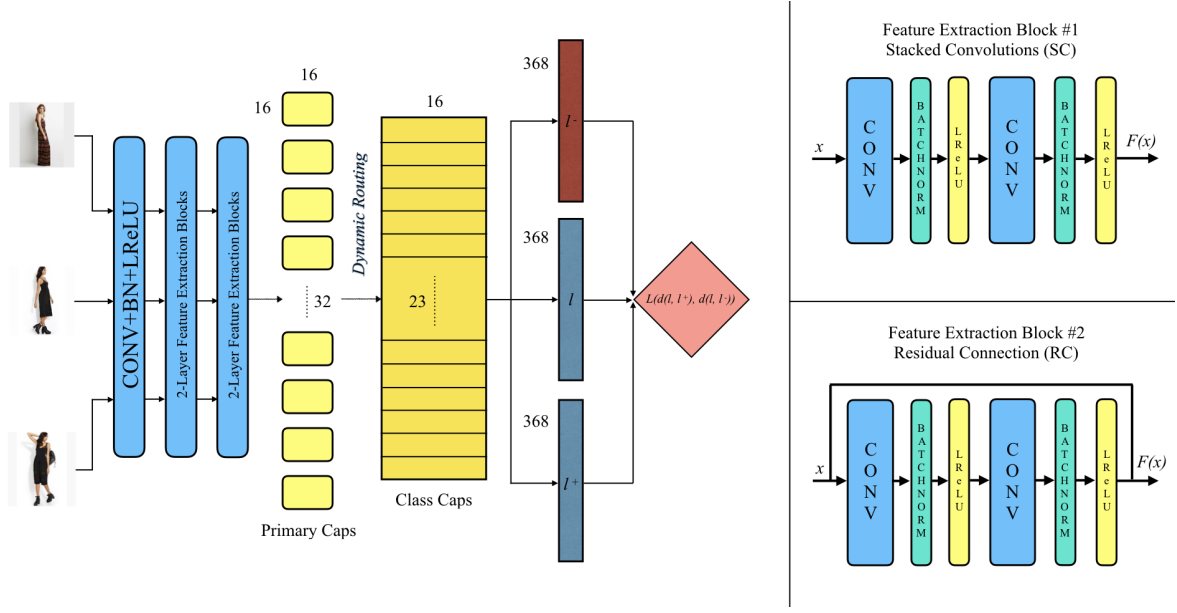 CONV+BN+LReLU
2-Layer Feature Extraction Blocks
2-Layer Feature Extraction Blocks
16
16
32
Primary Caps
Dynamic Routing
16
23
Class Caps
368
l-
368
l
368
l+
L(d(l, l+), d(l, l-))
Feature Extraction Block #1
Stacked Convolutions (SC)
x
CONV
BATCHNORM
LReLU
CONV
BATCHNORM
LReLU
F(x)
Feature Extraction Block #2
Residual Connection (RC)
x
CONV
BATCHNORM
LReLU
CONV
BATCHNORM
LReLU
F(x)